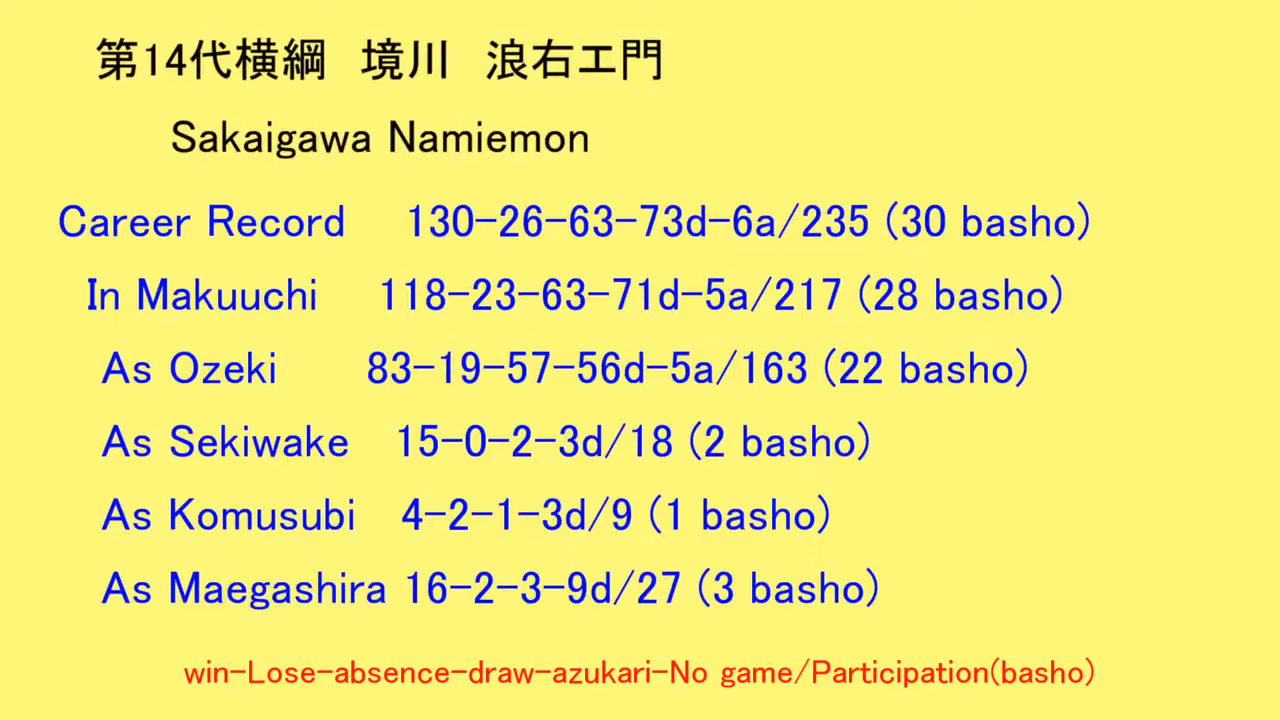 第14代横綱　境川　浪右エ門
Sakaigawa Namiemon
Career Record 130-26-63-73d-6a/235 (30 basho)
In Makuuchi 118-23-63-71d-5a/217 (28 basho)
As Ozeki 83-19-57-56d-5a/163 (22 basho)
As Sekiwake 15-0-2-3d/18 (2 basho)
As Komusubi 4-2-1-3d/9 (1 basho)
As Maegashira 16-2-3-9d/27 (3 basho)
win-Lose-absence-draw-azukari-No game/Participation(basho)